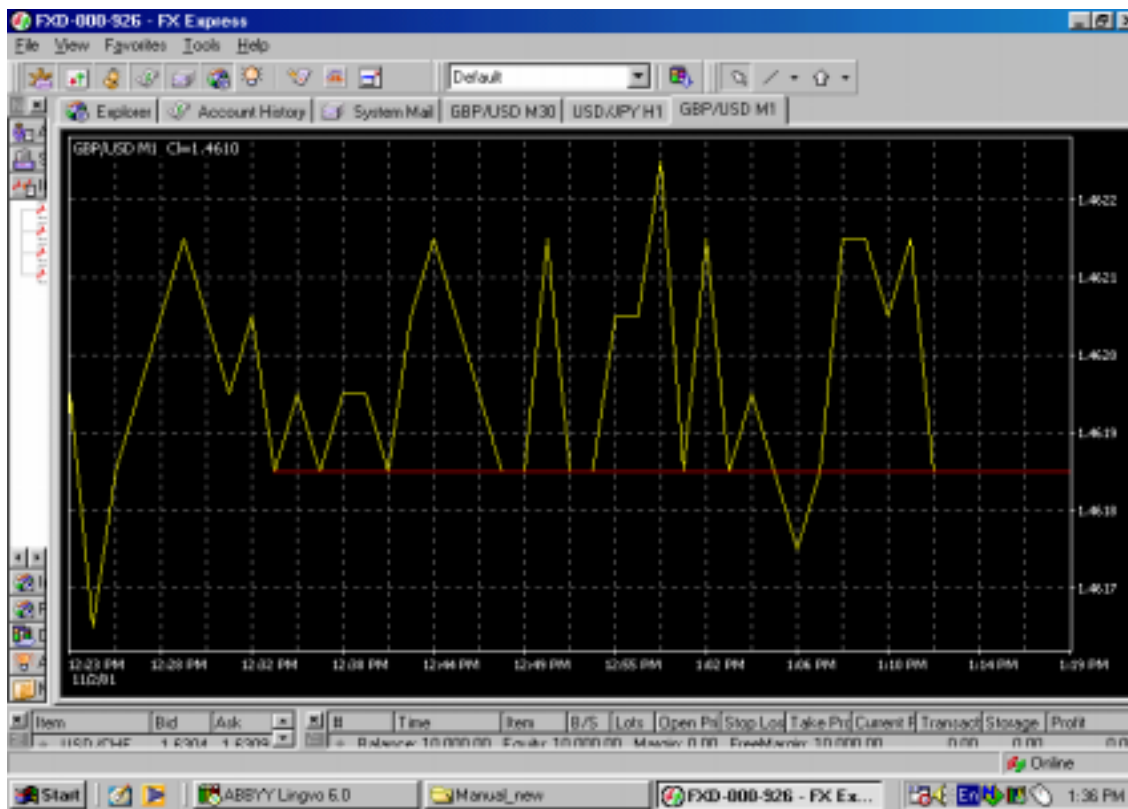 FXD-000-926 - FX Express
File View Favorites Tools Help
Default
Explorer Account History System Mail GBP/USD M30 USD/JPY H1 GBP/USD M1
GBP/USD M1 Cl=1.4610
1.4622
1.4621
1.4620
1.4619
1.4618
1.4617
12:23 PM 12:28 PM 12:32 PM 12:38 PM 12:44 PM 12:49 PM 12:55 PM 1:02 PM 1:06 PM 1:10 PM 1:14 PM 1:19 PM
11/2/01
Item Bid Ask # Time Item B/S Lots Open Pri Stop Los Take Pro Current P Transact Storage Profit
USD/CHF 1.6304 1.6309 Balance: 10,000.00 Equity: 10,000.00 Margin: 0.00 FreeMargin: 10,000.00 0.00 0.00
Online
Start ABBYY Lingvo 6.0 Manual_new FXD-000-926 - FX Ex... En 1:36 PM